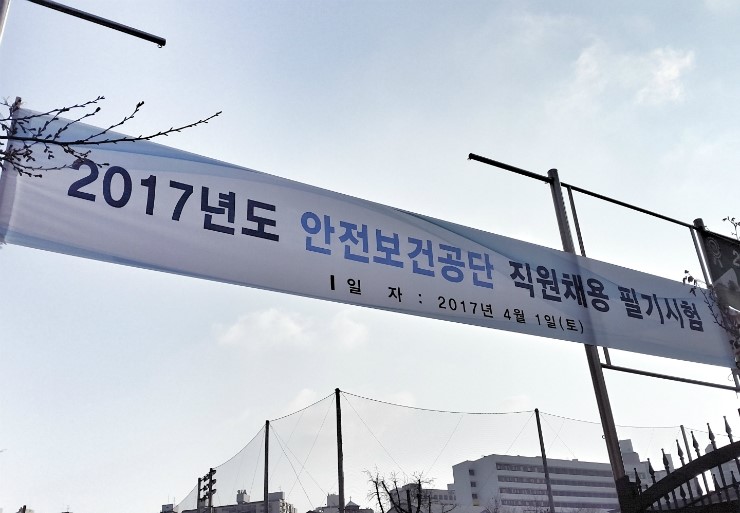 2017년도 안전보건공단 직원채용 필기시험
일 자 : 2017년 4월 1일(토)